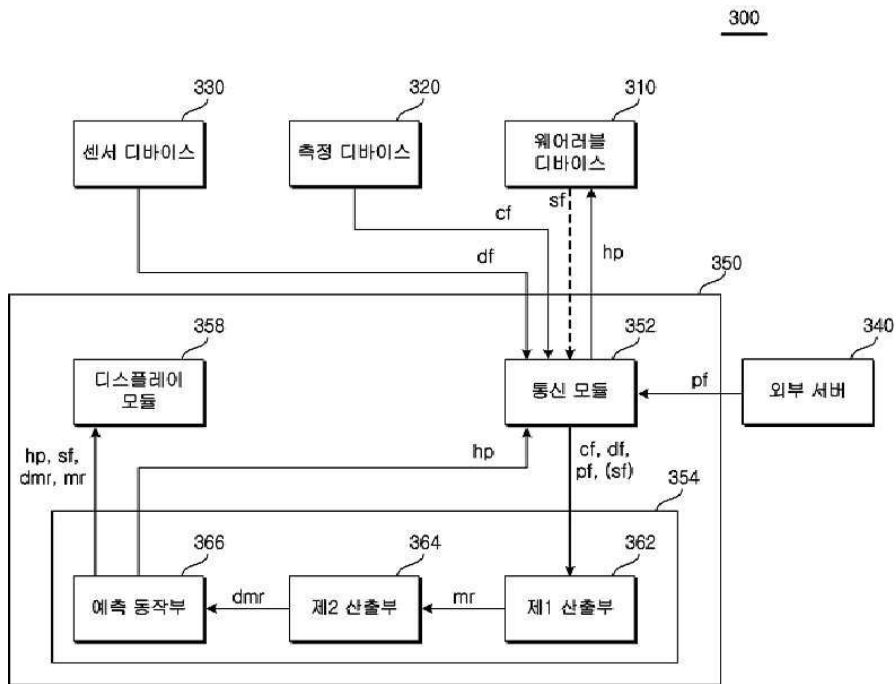 300
330
320
310
센서 디바이스
측정 디바이스
웨어러블
디바이스
sf
cf
hp
df
350
358
352
340
디스플레이
모듈
통신 모듈
pf
외부 서버
hp, sf,
dmr, mr
hp
cf, df,
pf, (sf)
354
366
364
362
예측 동작부
dmr
제2 산출부
mr
제1 산출부